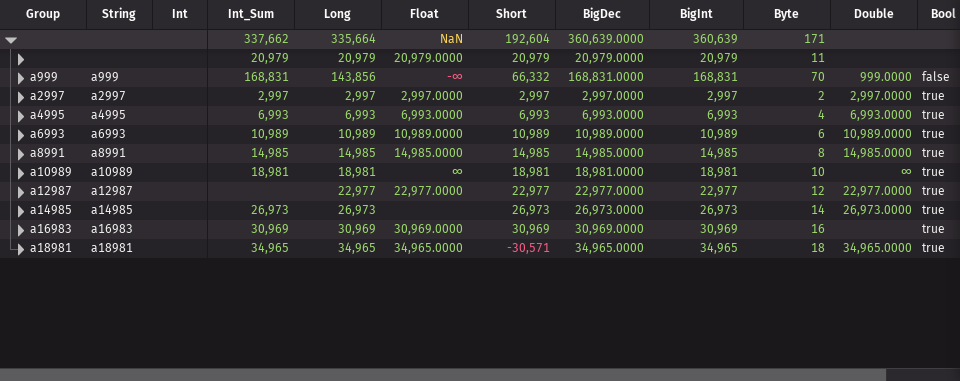 Group String Int Int_Sum Long Float Short BigDec BigInt Byte Double Bool
337,662 335,664 NaN 192,604 360,639.0000 360,639 171
20,979 20,979 20,979.0000 20,979 20,979.0000 20,979 11
a999 a999 168,831 143,856 -∞ 66,332 168,831.0000 168,831 70 999.0000 false
a2997 a2997 2,997 2,997 2,997.0000 2,997 2,997.0000 2,997 2 2,997.0000 true
a4995 a4995 6,993 6,993 6,993.0000 6,993 6,993.0000 6,993 4 6,993.0000 true
a6993 a6993 10,989 10,989 10,989.0000 10,989 10,989.0000 10,989 6 10,989.0000 true
a8991 a8991 14,985 14,985 14,985.0000 14,985 14,985.0000 14,985 8 14,985.0000 true
a10989 a10989 18,981 18,981 ∞ 18,981 18,981.0000 18,981 10 ∞ true
a12987 a12987 22,977 22,977.0000 22,977 22,977.0000 22,977 12 22,977.0000 true
a14985 a14985 26,973 26,973 26,973 26,973.0000 26,973 14 26,973.0000 true
a16983 a16983 30,969 30,969 30,969.0000 30,969 30,969.0000 30,969 16 true
a18981 a18981 34,965 34,965 34,965.0000 -30,571 34,965.0000 34,965 18 34,965.0000 true